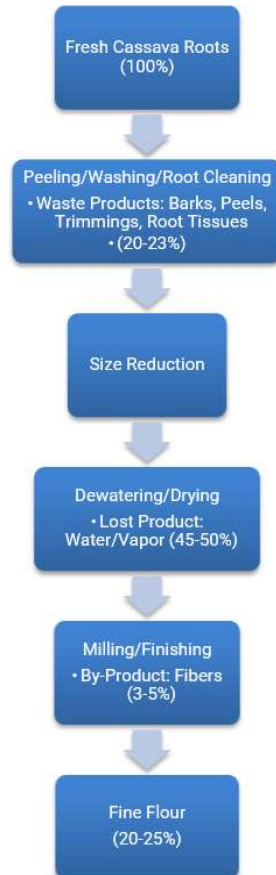 Fresh Cassava Roots
(100%)
Peeling/Washing/Root Cleaning
• Waste Products: Barks, Peels,
Trimmings, Root Tissues
• (20-23%)
Size Reduction
Dewatering/Drying
• Lost Product:
Water/Vapor (45-50%)
Milling/Finishing
• By-Product: Fibers
(3-5%)
Fine Flour
(20-25%)